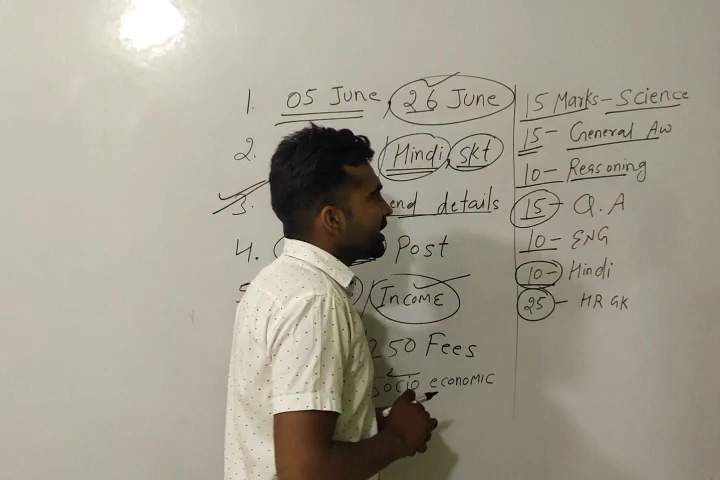 1. 05 June, 26 June
2. Hindi, skt
3. end details
4. Post
Income
250 Fees
Socio economic
15 Marks - Science
15 - General Aw
10 - Reasoning
15 - Q.A
10 - ENG
10 - Hindi
25 - HR GK